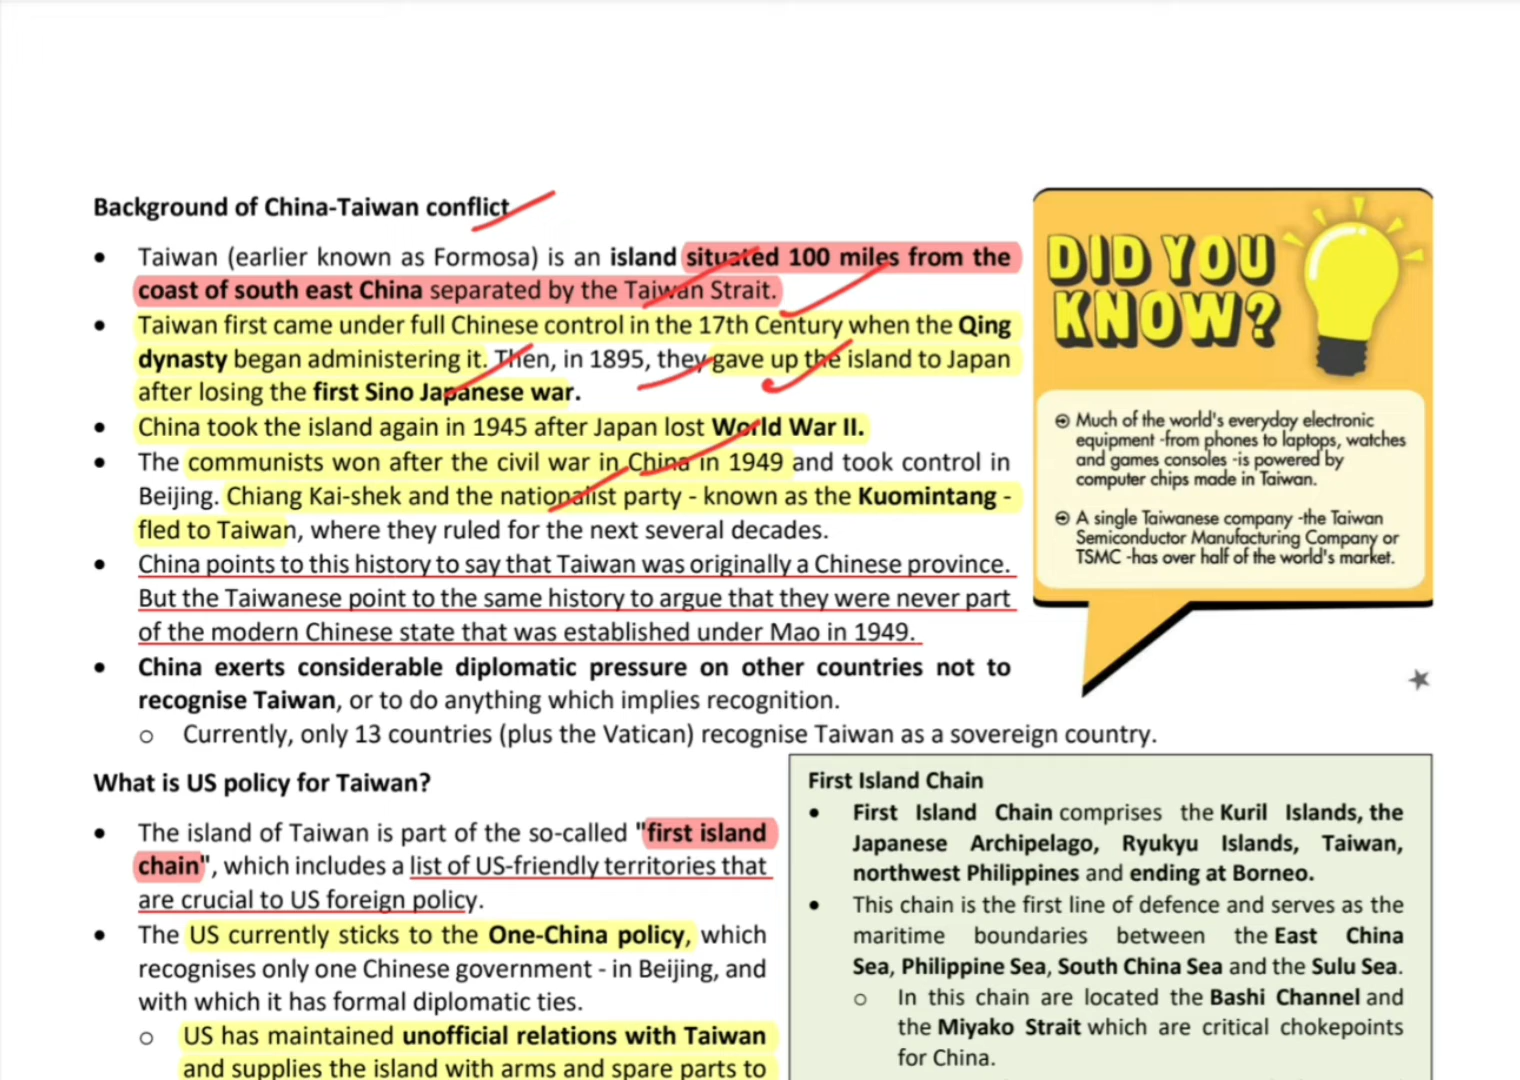 Background of China-Taiwan conflict
• Taiwan (earlier known as Formosa) is an island situated 100 miles from the
coast of south east China separated by the Taiwan Strait.
• Taiwan first came under full Chinese control in the 17th Century when the Qing
dynasty began administering it. Then, in 1895, they gave up the island to Japan
after losing the first Sino Japanese war.
• China took the island again in 1945 after Japan lost World War II.
• The communists won after the civil war in China in 1949 and took control in
Beijing. Chiang Kai-shek and the nationalist party - known as the Kuomintang -
fled to Taiwan, where they ruled for the next several decades.
• China points to this history to say that Taiwan was originally a Chinese province.
But the Taiwanese point to the same history to argue that they were never part
of the modern Chinese state that was established under Mao in 1949.
• China exerts considerable diplomatic pressure on other countries not to
recognise Taiwan, or to do anything which implies recognition.
o Currently, only 13 countries (plus the Vatican) recognise Taiwan as a sovereign country.
DID YOU
KNOW?
Much of the world's everyday electronic
equipment -from phones to laptops, watches
and games consoles -is powered by
computer chips made in Taiwan.
A single Taiwanese company -the Taiwan
Semiconductor Manufacturing Company or
TSMC -has over half of the world's market.
What is US policy for Taiwan?
• The island of Taiwan is part of the so-called "first island
chain", which includes a list of US-friendly territories that
are crucial to US foreign policy.
• The US currently sticks to the One-China policy, which
recognises only one Chinese government - in Beijing, and
with which it has formal diplomatic ties.
o US has maintained unofficial relations with Taiwan
and supplies the island with arms and spare parts to
First Island Chain
• First Island Chain comprises the Kuril Islands, the
Japanese Archipelago, Ryukyu Islands, Taiwan,
northwest Philippines and ending at Borneo.
• This chain is the first line of defence and serves as the
maritime boundaries between the East China
Sea, Philippine Sea, South China Sea and the Sulu Sea.
o In this chain are located the Bashi Channel and
the Miyako Strait which are critical chokepoints
for China.